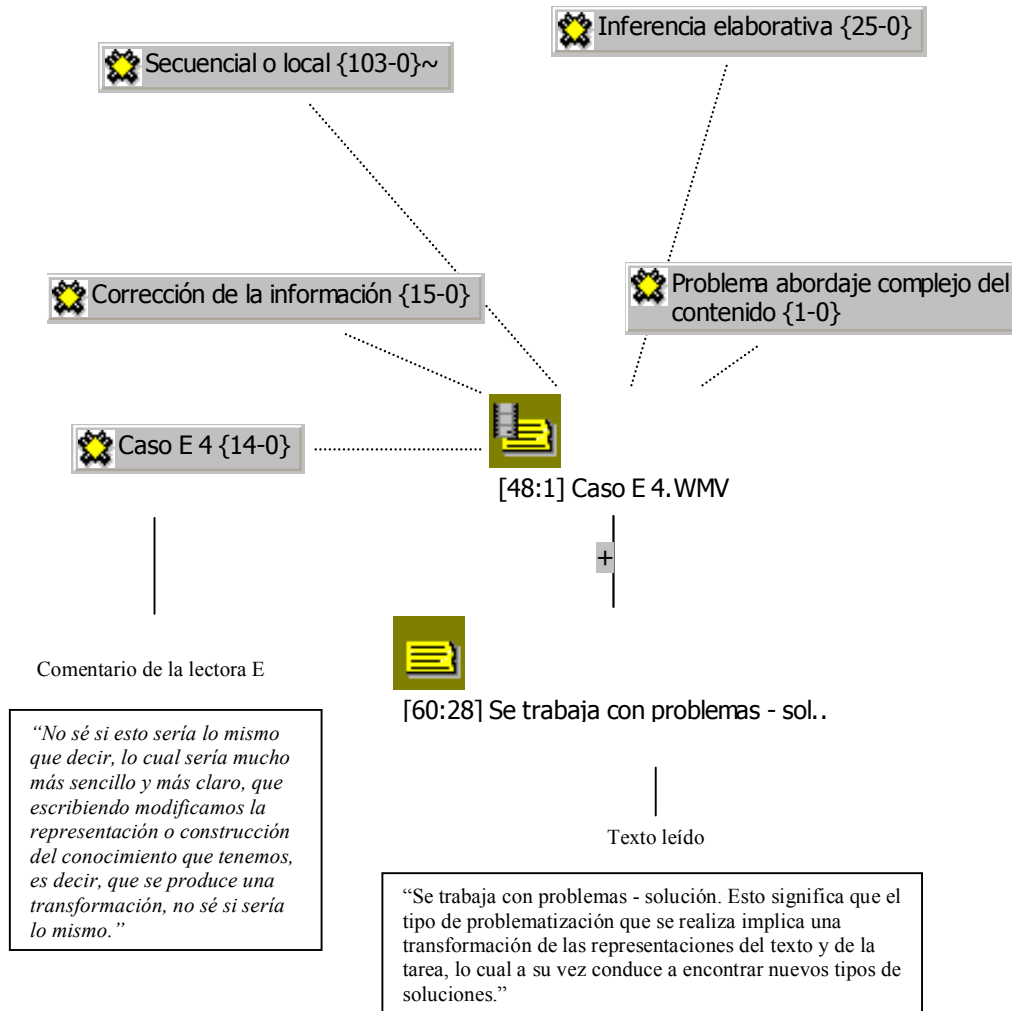 Inferencia elaborativa {25-0}
Secuencial o local {103-0}~
Corrección de la información {15-0}
Problema abordaje complejo del
contenido {1-0}
Caso E 4 {14-0}
[48:1] Caso E 4.WMV
+
[60:28] Se trabaja con problemas - sol..
Comentario de la lectora E
“No sé si esto sería lo mismo
que decir, lo cual sería mucho
más sencillo y más claro, que
escribiendo modificamos la
representación o construcción
del conocimiento que tenemos,
es decir, que se produce una
transformación, no sé si sería
lo mismo.”
Texto leído
“Se trabaja con problemas - solución. Esto significa que el
tipo de problematización que se realiza implica una
transformación de las representaciones del texto y de la
tarea, lo cual a su vez conduce a encontrar nuevos tipos de
soluciones.”